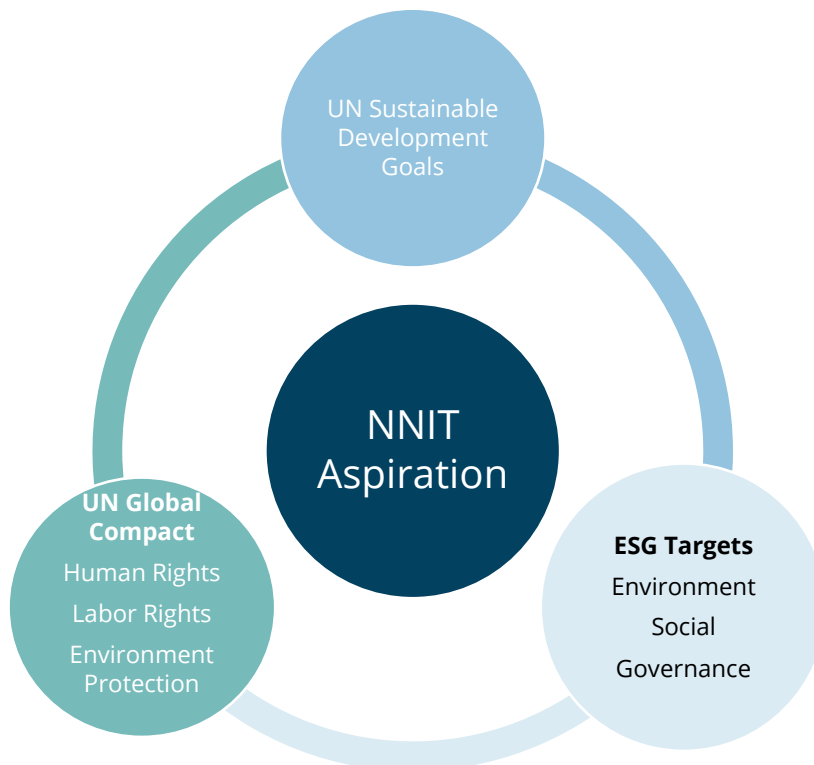 UN Sustainable
Development
Goals
NNIT
Aspiration
UN Global
Compact
Human Rights
Labor Rights
Environment
Protection
ESG Targets
Environment
Social
Governance